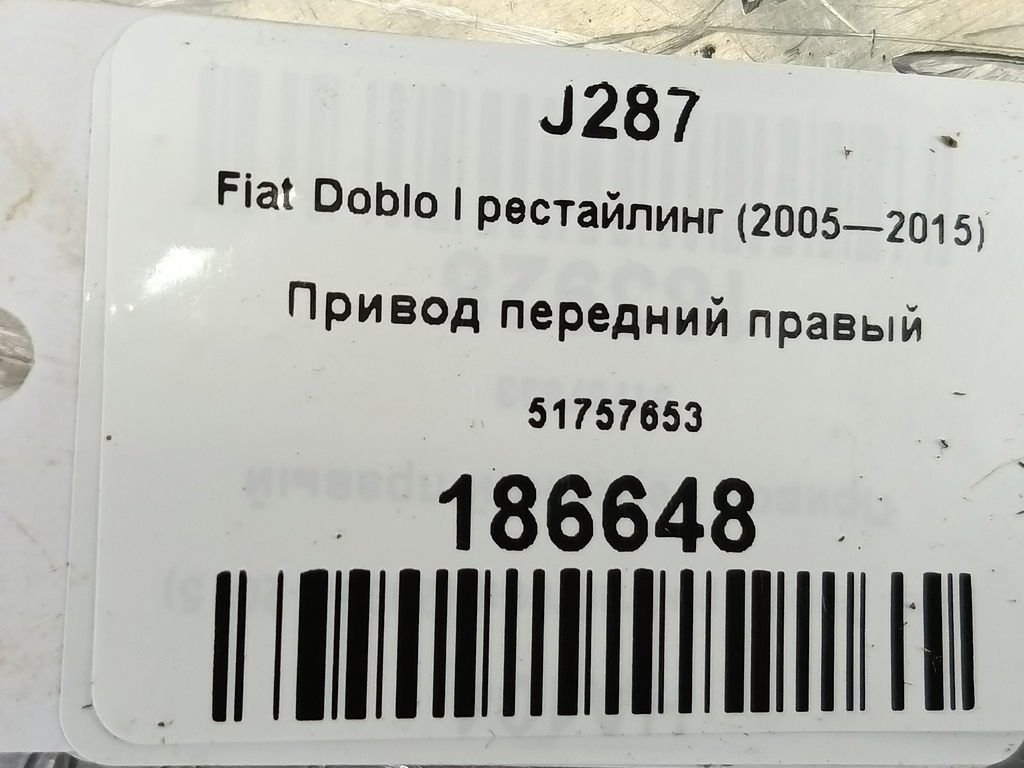 J287
Fiat Doblo I рестайлинг (2005—2015)
Привод передний правый
51757653
186648